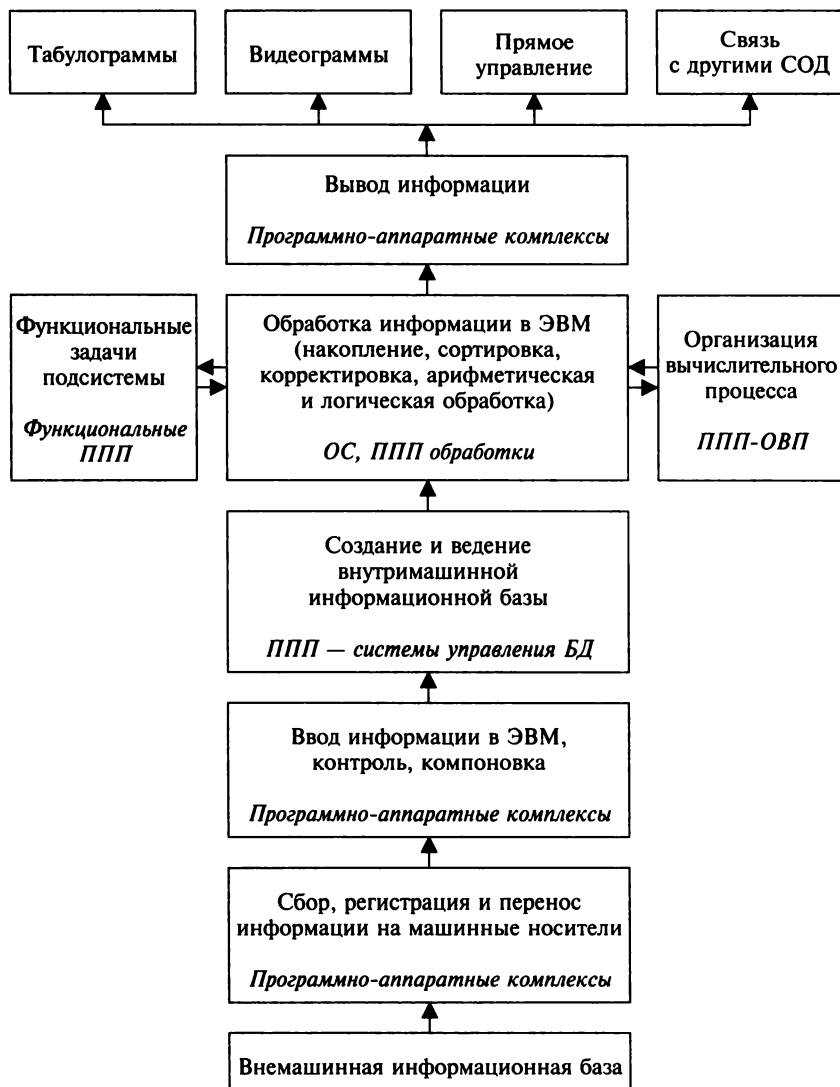 Табулограммы
Видеограммы
Прямое
управление
Связь
с другими СОД
Вывод информации
Программно-аппаратные комплексы
Функциональные
задачи
подсистемы
Функциональные
ППП
Обработка информации в ЭВМ
(накопление, сортировка,
корректировка, арифметическая
и логическая обработка)
ОС, ППП обработки
Организация
вычислительного
процесса
ППП-ОВП
Создание и ведение
внутримашинной
информационной базы
ППП — системы управления БД
Ввод информации в ЭВМ,
контроль, компоновка
Программно-аппаратные комплексы
Сбор, регистрация и перенос
информации на машинные носители
Программно-аппаратные комплексы
Внемашинная информационная база